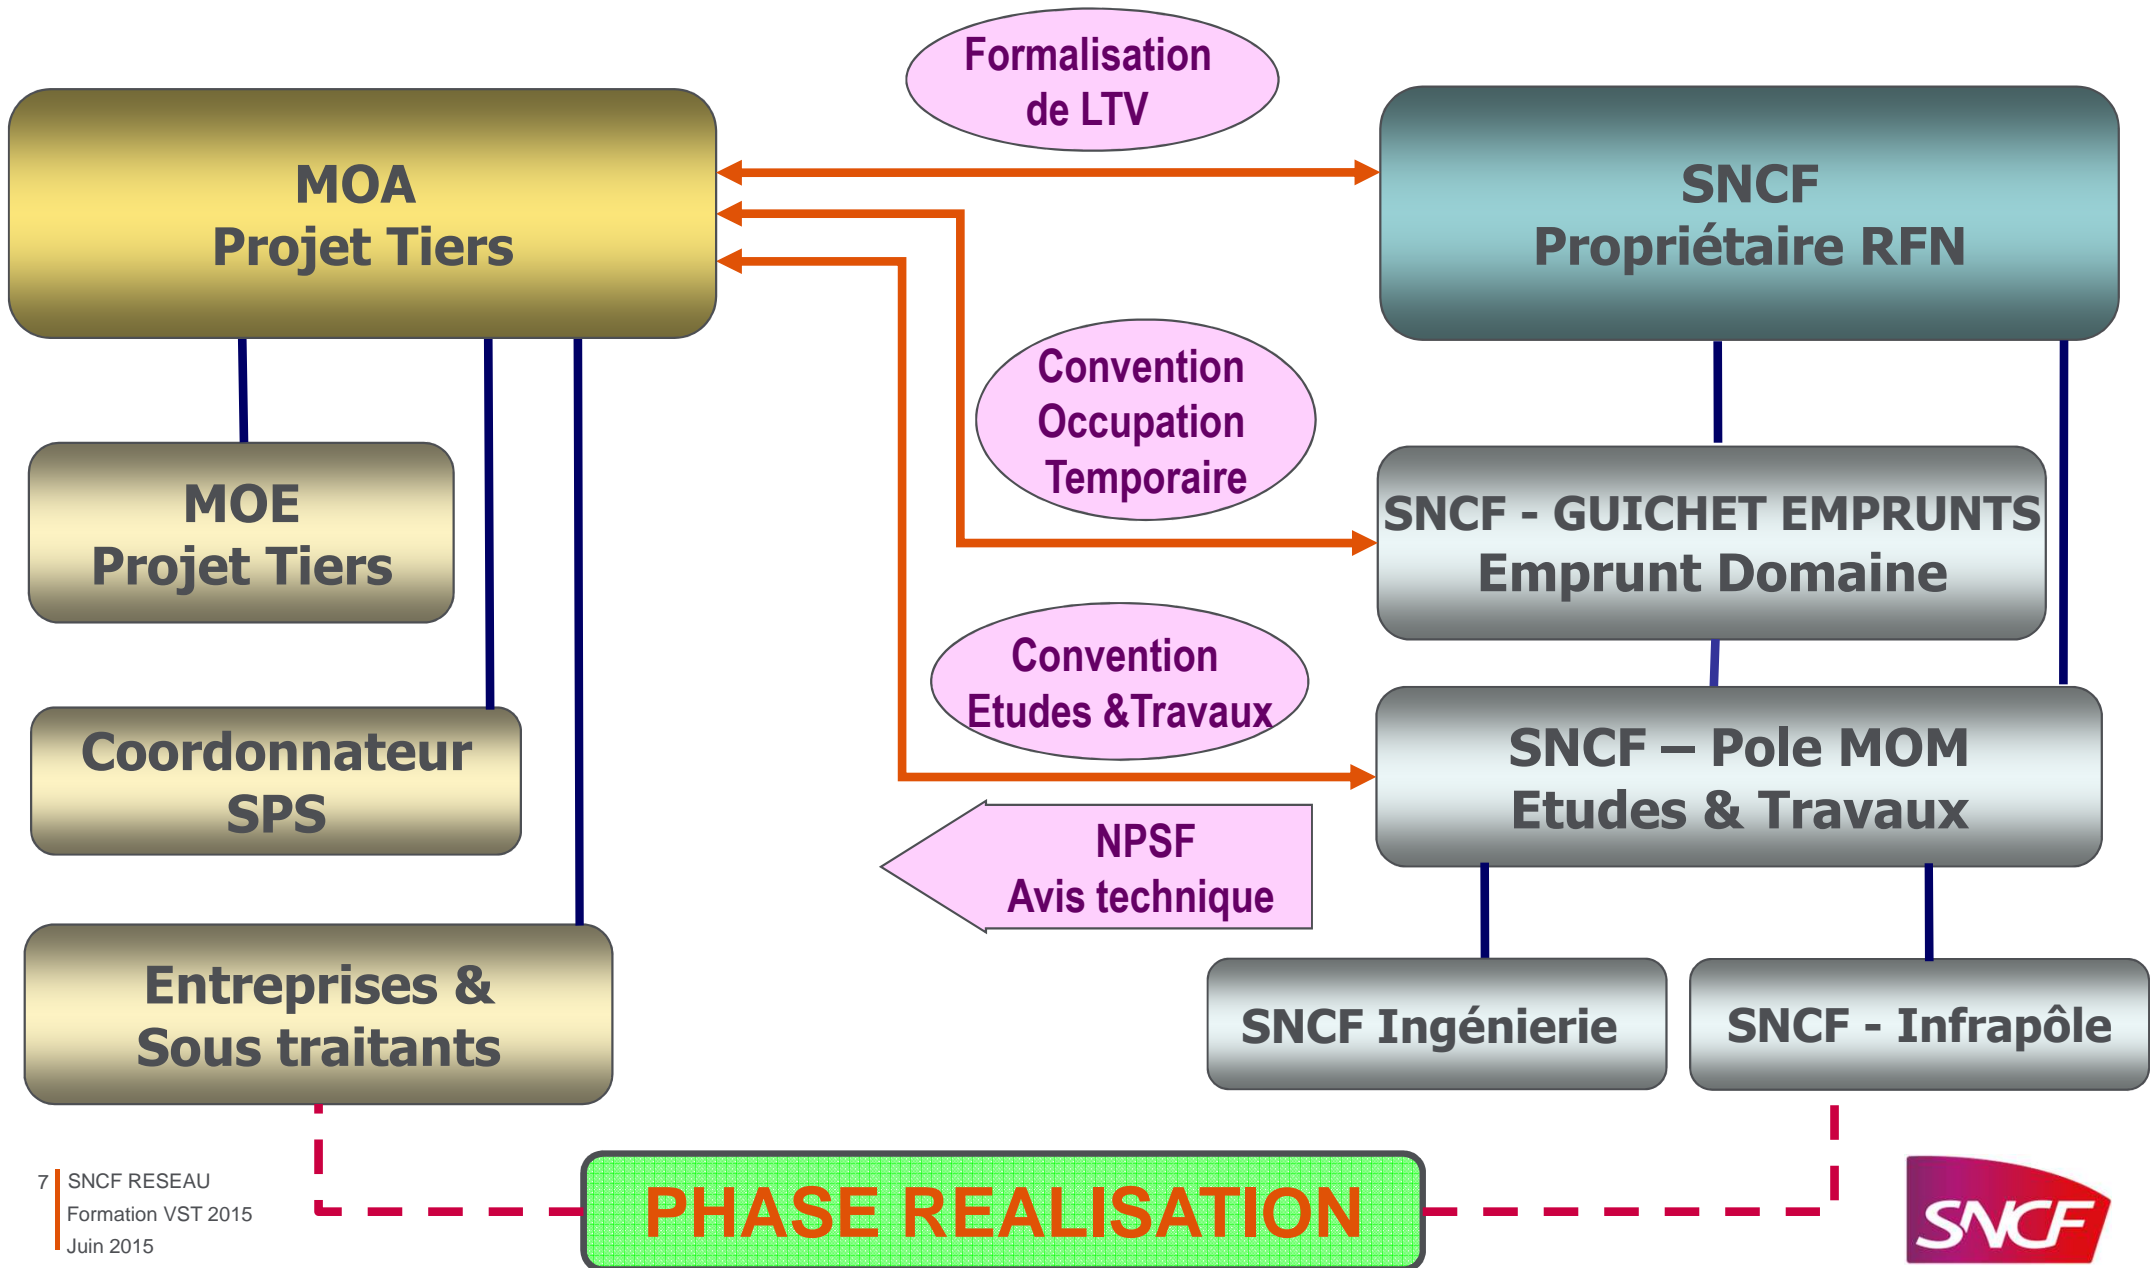 Formalisation
de LTV
MOA
Projet Tiers
SNCF
Propriétaire RFN
Convention
Occupation
Temporaire
MOE
Projet Tiers
SNCF - GUICHET EMPRUNTS
Emprunt Domaine
Convention
Etudes &Travaux
Coordonnateur
SPS
SNCF – Pole MOM
Etudes & Travaux
NPSF
Avis technique
Entreprises &
Sous traitants
SNCF Ingénierie
SNCF - Infrapôle
PHASE REALISATION
7 SNCF RESEAU
Formation VST 2015
Juin 2015
SNCF